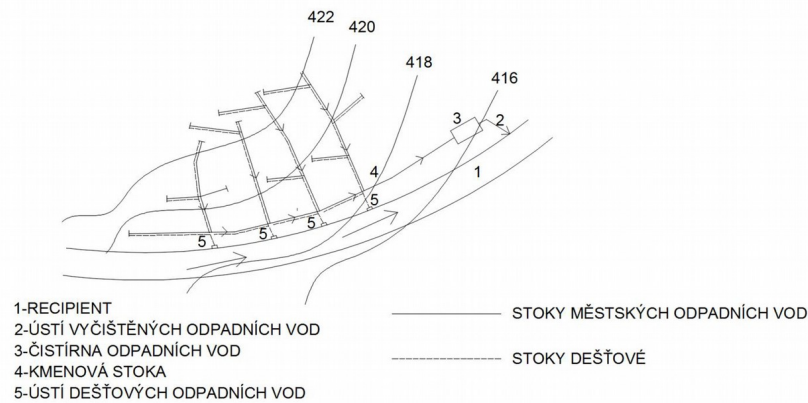 422
420
418
416
3
2
4
1
5
5
5
5
1-RECIPIENT
2-ÚSTÍ VYČIŠTĚNÝCH ODPADNÍCH VOD
3-ČISTÍRNA ODPADNÍCH VOD
4-KMENOVÁ STOKA
5-ÚSTÍ DEŠŤOVÝCH ODPADNÍCH VOD
STOKY MĚSTSKÝCH ODPADNÍCH VOD
STOKY DEŠŤOVÉ